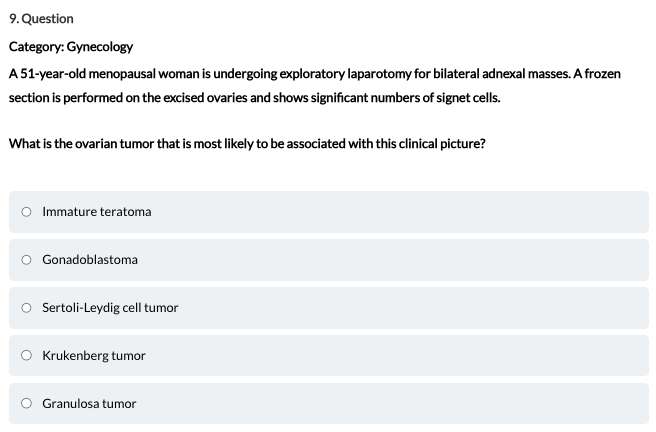 9. Question
Category: Gynecology
A 51-year-old menopausal woman is undergoing exploratory laparotomy for bilateral adnexal masses. A frozen
section is performed on the excised ovaries and shows significant numbers of signet cells.
What is the ovarian tumor that is most likely to be associated with this clinical picture?
Immature teratoma
Gonadoblastoma
Sertoli-Leydig cell tumor
Krukenberg tumor
Granulosa tumor